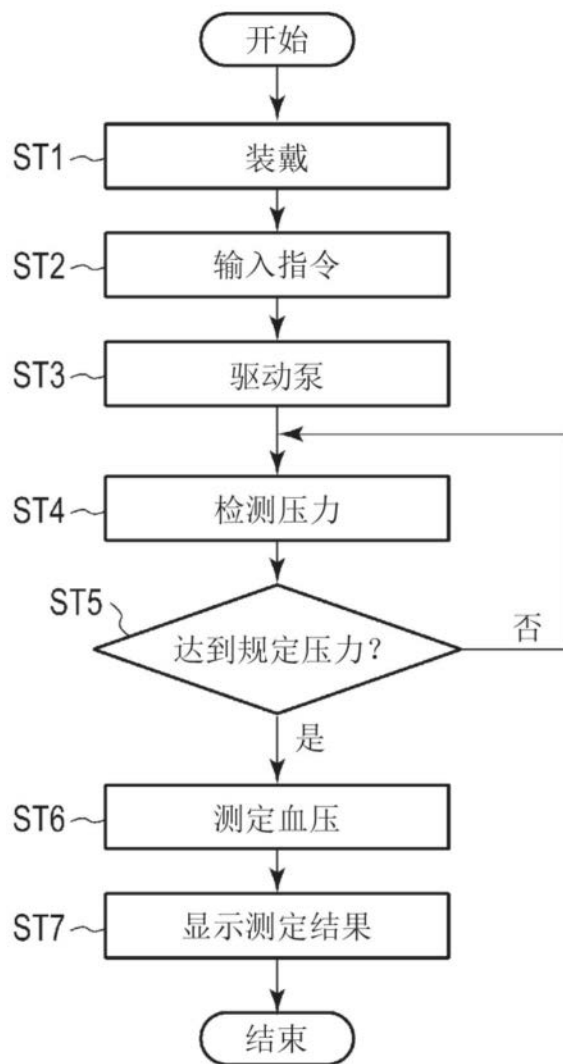 开始
ST1
装戴
ST2
输入指令
ST3
驱动泵
ST4
检测压力
ST5
达到规定压力?
否
是
ST6
测定血压
ST7
显示测定结果
结束